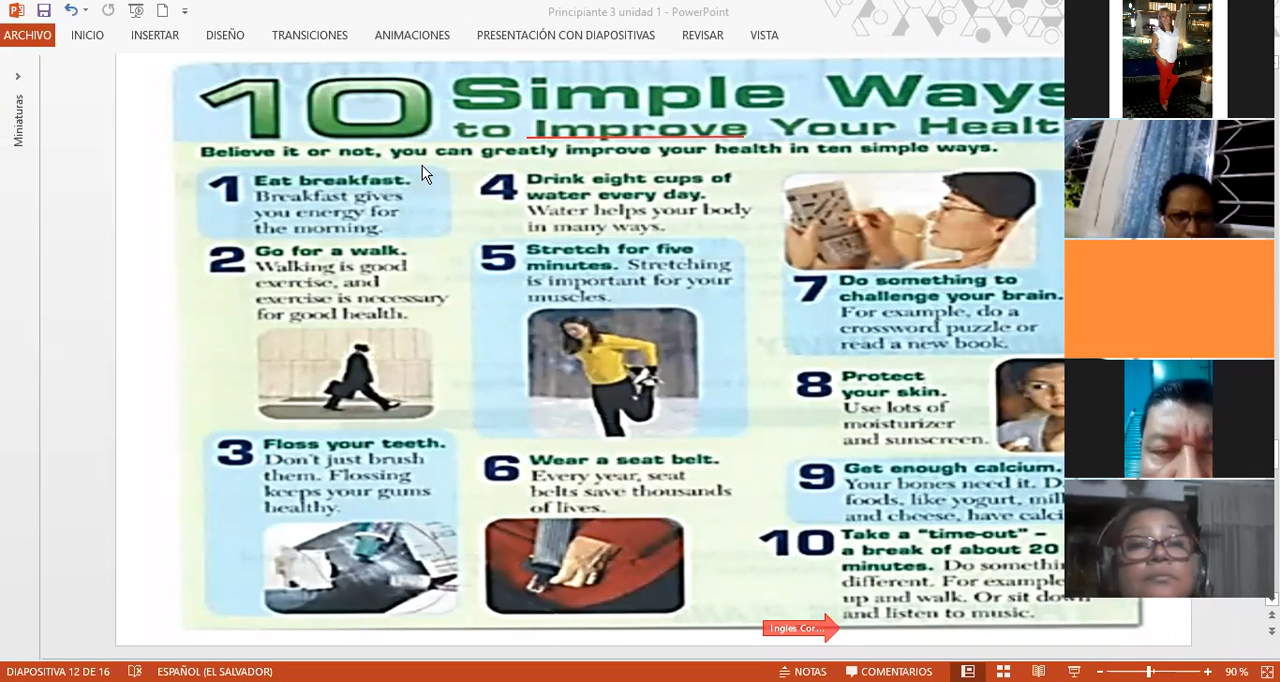 Principiante 3 unidad 1 - PowerPoint
ARCHIVO INICIO INSERTAR DISEÑO TRANSICIONES ANIMACIONES PRESENTACIÓN CON DIAPOSITIVAS REVISAR VISTA
Miniaturas
10 Simple Ways
to Improve Your Healt
Believe it or not, you can greatly improve your health in ten simple ways.
1 Eat breakfast.
Breakfast gives
you energy for
the morning.
2 Go for a walk.
Walking is good
exercise, and
exercise is necessary
for good health.
3 Floss your teeth.
Don't just brush
them. Flossing
keeps your gums
healthy.
4 Drink eight cups of
water every day.
Water helps your body
in many ways.
5 Stretch for five
minutes. Stretching
is important for your
muscles.
6 Wear a seat belt.
Every year, seat
belts save thousands
of lives.
7 Do something to
challenge your brain.
For example, do a
crossword puzzle or
read a new book.
8 Protect
your skin.
Use lots of
moisturizer
and sunscreen.
9 Get enough calcium.
Your bones need it. D
foods, like yogurt, mil
and cheese, have calci
10 Take a "time-out" –
a break of about 20
minutes. Do somethi
different. For example
up and walk. Or sit down
and listen to music.
Ingles Cor...
DIAPOSITIVA 12 DE 16 ESPAÑOL (EL SALVADOR) NOTAS COMENTARIOS 90 %